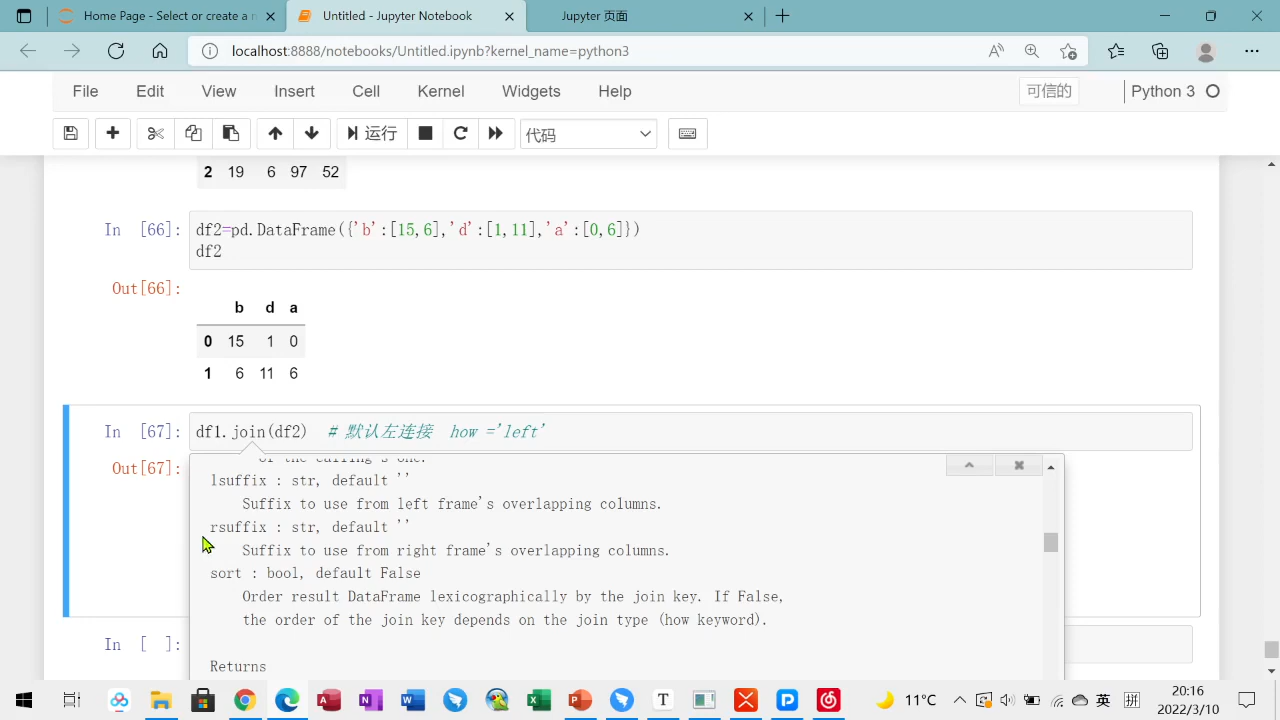 Home Page - Select or create a n
Untitled - Jupyter Notebook
Jupyter 页面
localhost:8888/notebooks/Untitled.ipynb?kernel_name=python3
File Edit View Insert Cell Kernel Widgets Help 可信的 Python 3
运行 代码
2 19 6 97 52
In [66]: df2=pd.DataFrame({'b':[15,6],'d':[1,11],'a':[0,6]})
df2
Out[66]:
b d a
0 15 1 0
1 6 11 6
In [67]: df1.join(df2) # 默认左连接 how ='left'
Out[67]:
of the calling's one.
lsuffix : str, default ''
Suffix to use from left frame's overlapping columns.
rsuffix : str, default ''
Suffix to use from right frame's overlapping columns.
sort : bool, default False
Order result DataFrame lexicographically by the join key. If False,
the order of the join key depends on the join type (how keyword).
In [ ]:
Returns
11°C 英 拼 20:16
2022/3/10